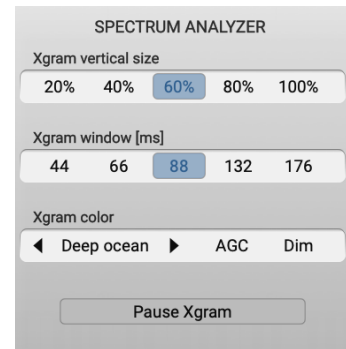 SPECTRUM ANALYZER
Xgram vertical size
20% 40% 60% 80% 100%
Xgram window [ms]
44 66 88 132 176
Xgram color
Deep ocean AGC Dim
Pause Xgram